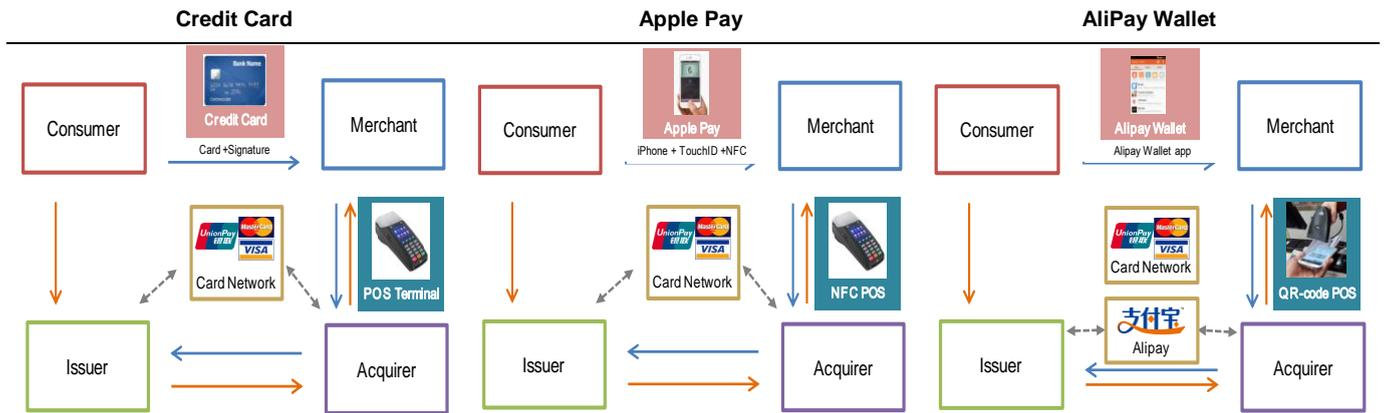 Credit Card
Apple Pay
AliPay Wallet
Bank Name
Credit Card
Card +Signature
Consumer
Merchant
UnionPay
银联
MasterCard
VISA
Card Network
POS Terminal
Issuer
Acquirer
Apple Pay
iPhone + TouchID +NFC
Consumer
Merchant
UnionPay
银联
MasterCard
VISA
Card Network
NFC POS
Issuer
Acquirer
Alipay Wallet
Alipay Wallet app
Consumer
Merchant
UnionPay
银联
MasterCard
VISA
Card Network
QR-code POS
支付宝
Alipay
Issuer
Acquirer